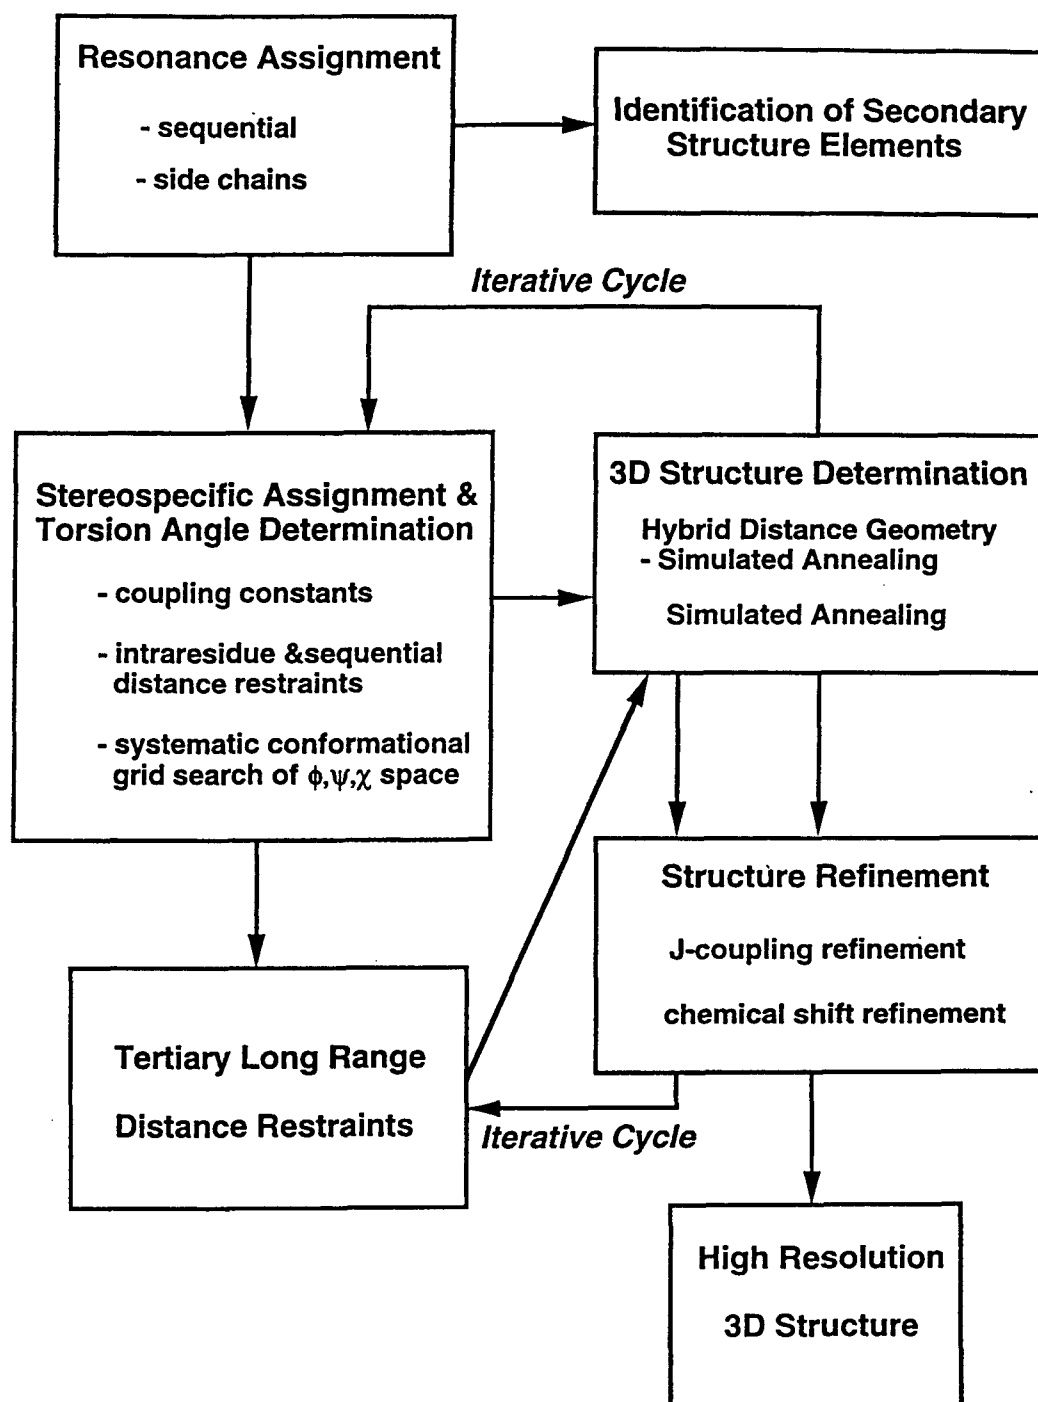 Resonance Assignment
- sequential
- side chains
Identification of Secondary
Structure Elements
Iterative Cycle
Stereospecific Assignment &
Torsion Angle Determination
- coupling constants
- intraresidue &sequential
distance restraints
- systematic conformational
grid search of ϕ,ψ,χ space
3D Structure Determination
Hybrid Distance Geometry
- Simulated Annealing
Simulated Annealing
Structure Refinement
J-coupling refinement
chemical shift refinement
Tertiary Long Range
Distance Restraints
Iterative Cycle
High Resolution
3D Structure